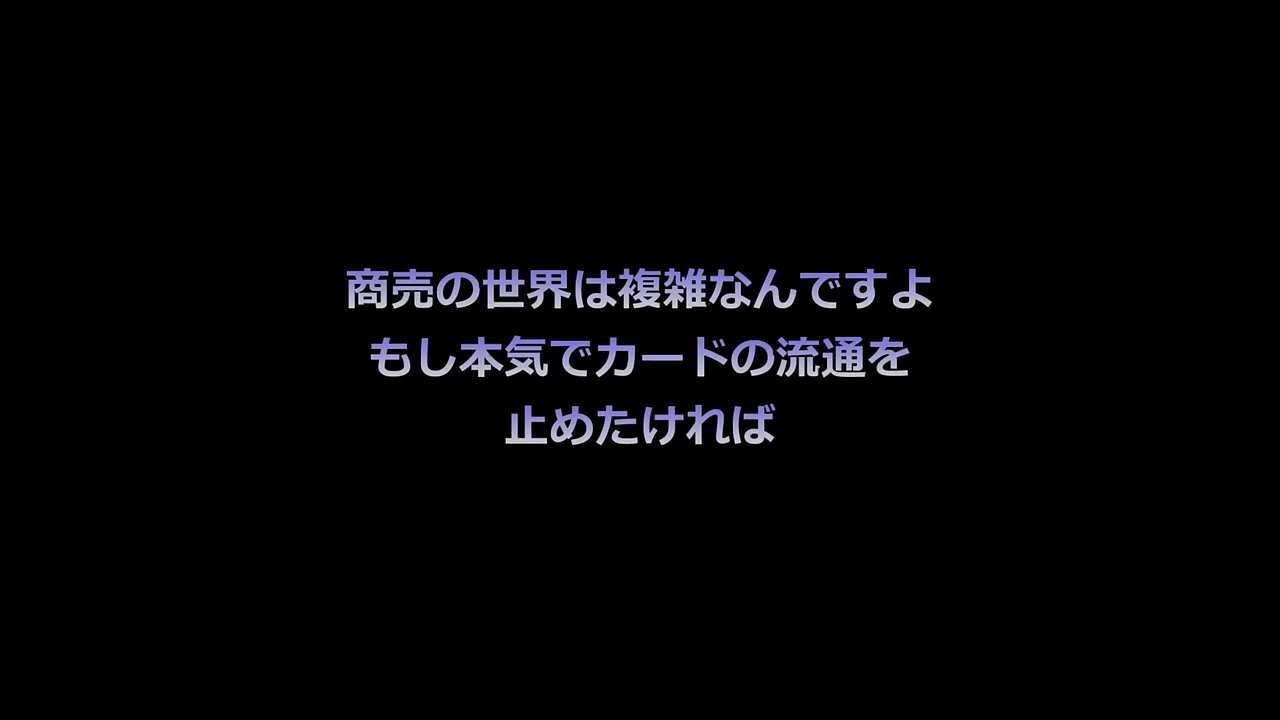 商売の世界は複雑なんですよ
もし本気でカードの流通を
止めたければ